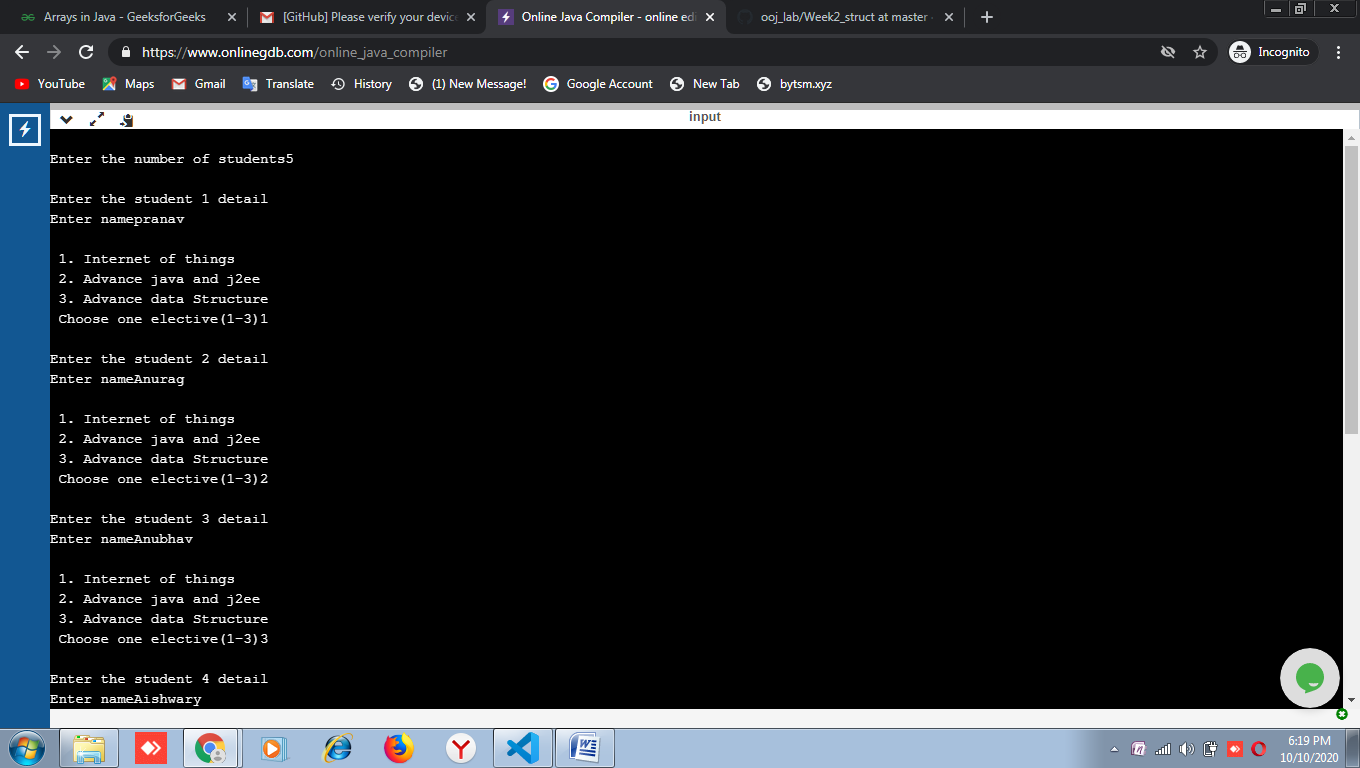 Arrays in Java - GeeksforGeeks
[GitHub] Please verify your device
Online Java Compiler - online edi
ooj_lab/Week2_struct at master
https://www.onlinegdb.com/online_java_compiler
Incognito
YouTube Maps Gmail Translate History (1) New Message! Google Account New Tab bytsm.xyz
input
Enter the number of students5
Enter the student 1 detail
Enter namepranav
1. Internet of things
2. Advance java and j2ee
3. Advance data Structure
Choose one elective(1-3)1
Enter the student 2 detail
Enter nameAnurag
1. Internet of things
2. Advance java and j2ee
3. Advance data Structure
Choose one elective(1-3)2
Enter the student 3 detail
Enter nameAnubhav
1. Internet of things
2. Advance java and j2ee
3. Advance data Structure
Choose one elective(1-3)3
Enter the student 4 detail
Enter nameAishwary
6:19 PM
10/10/2020